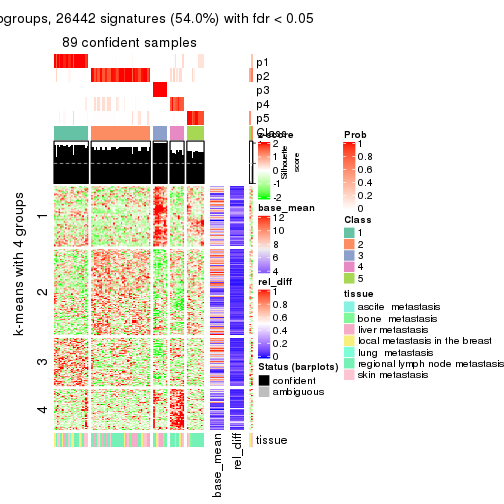 ogroups, 26442 signatures (54.0%) with fdr < 0.05
89 confident samples
p1
p2
p3
p4
p5
Class
z-score
2
1
0
-1
-2
Silhouette
score
k-means with 4 groups
1
2
3
4
base_mean
12
10
8
6
4
rel_diff
1
0.8
0.6
0.4
0.2
0
Status (barplots)
confident
ambiguous
Prob
1
0.8
0.6
0.4
0.2
0
Class
1
2
3
4
5
tissue
ascite metastasis
bone metastasis
liver metastasis
local metastasis in the breast
lung metastasis
regional lymph node metastasis
skin metastasis
tissue
base_mean
rel_diff